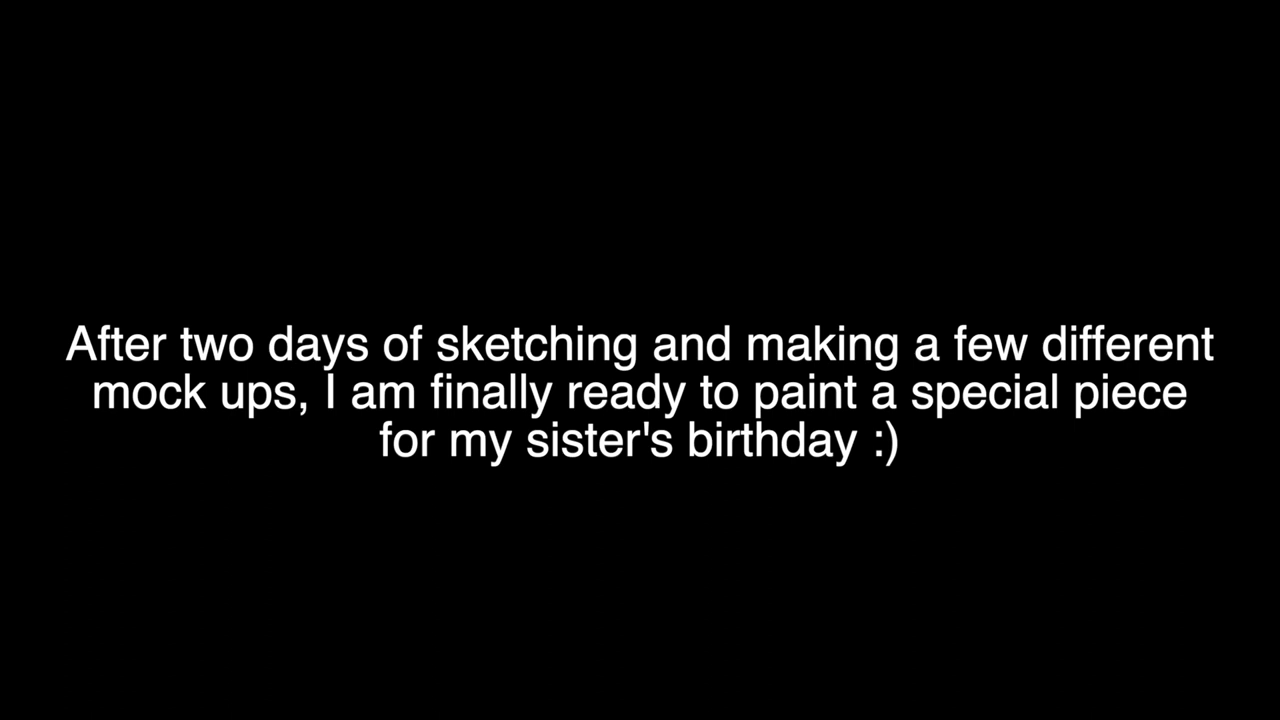 After two days of sketching and making a few different
mock ups, I am finally ready to paint a special piece
for my sister's birthday :)